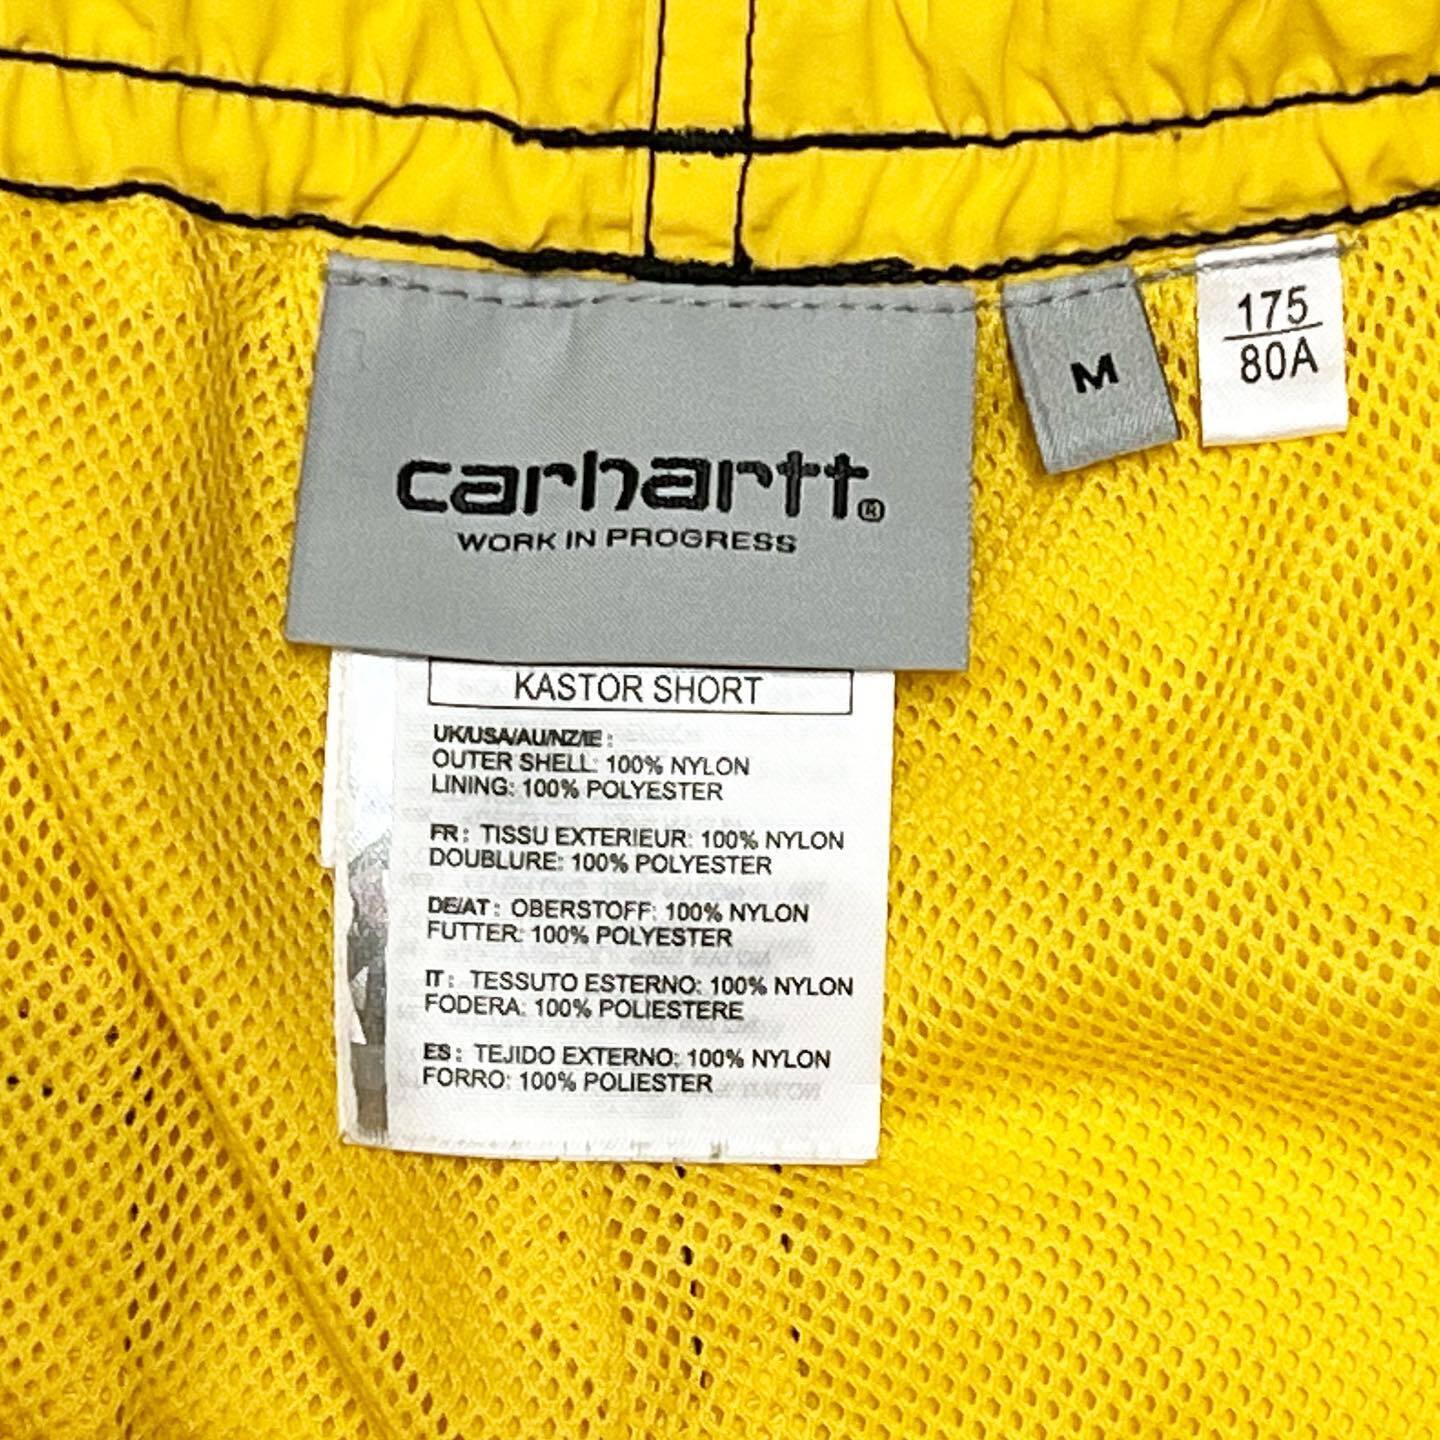 carhartt®
WORK IN PROGRESS
M
175
80A
KASTOR SHORT
UK/USA/AU/NZ/IE:
OUTER SHELL: 100% NYLON
LINING: 100% POLYESTER
FR: TISSU EXTERIEUR: 100% NYLON
DOUBLURE: 100% POLYESTER
DE/AT: OBERSTOFF: 100% NYLON
FUTTER: 100% POLYESTER
IT: TESSUTO ESTERNO: 100% NYLON
FODERA: 100% POLIESTERE
ES: TEJIDO EXTERNO: 100% NYLON
FORRO: 100% POLIESTER